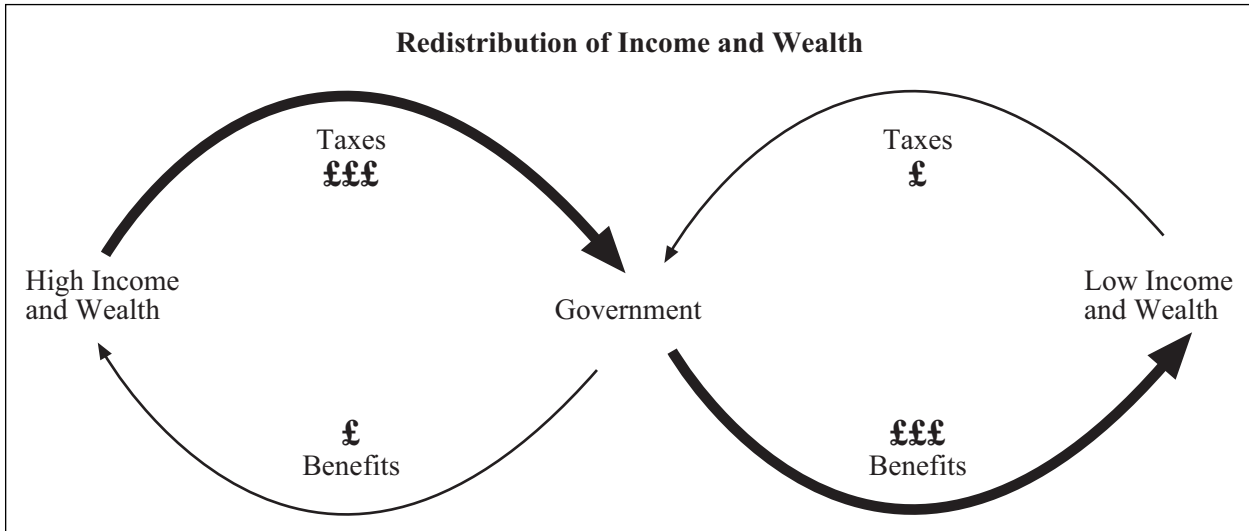 Redistribution of Income and Wealth
Taxes
£££
Taxes
£
High Income
and Wealth
Government
Low Income
and Wealth
£
Benefits
£££
Benefits